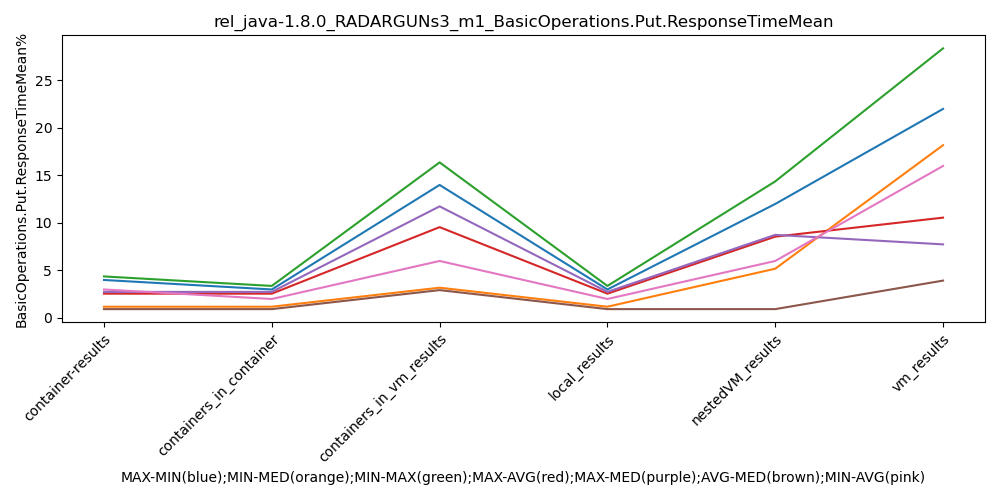 rel_java-1.8.0_RADARGUNs3_m1_BasicOperations.Put.ResponseTimeMean
BasicOperations.Put.ResponseTimeMean%
25
20
15
10
5
0
container-results
containers_in_container
containers_in_vm_results
local_results
nestedVM_results
vm_results
MAX-MIN(blue);MIN-MED(orange);MIN-MAX(green);MAX-AVG(red);MAX-MED(purple);AVG-MED(brown);MIN-AVG(pink)